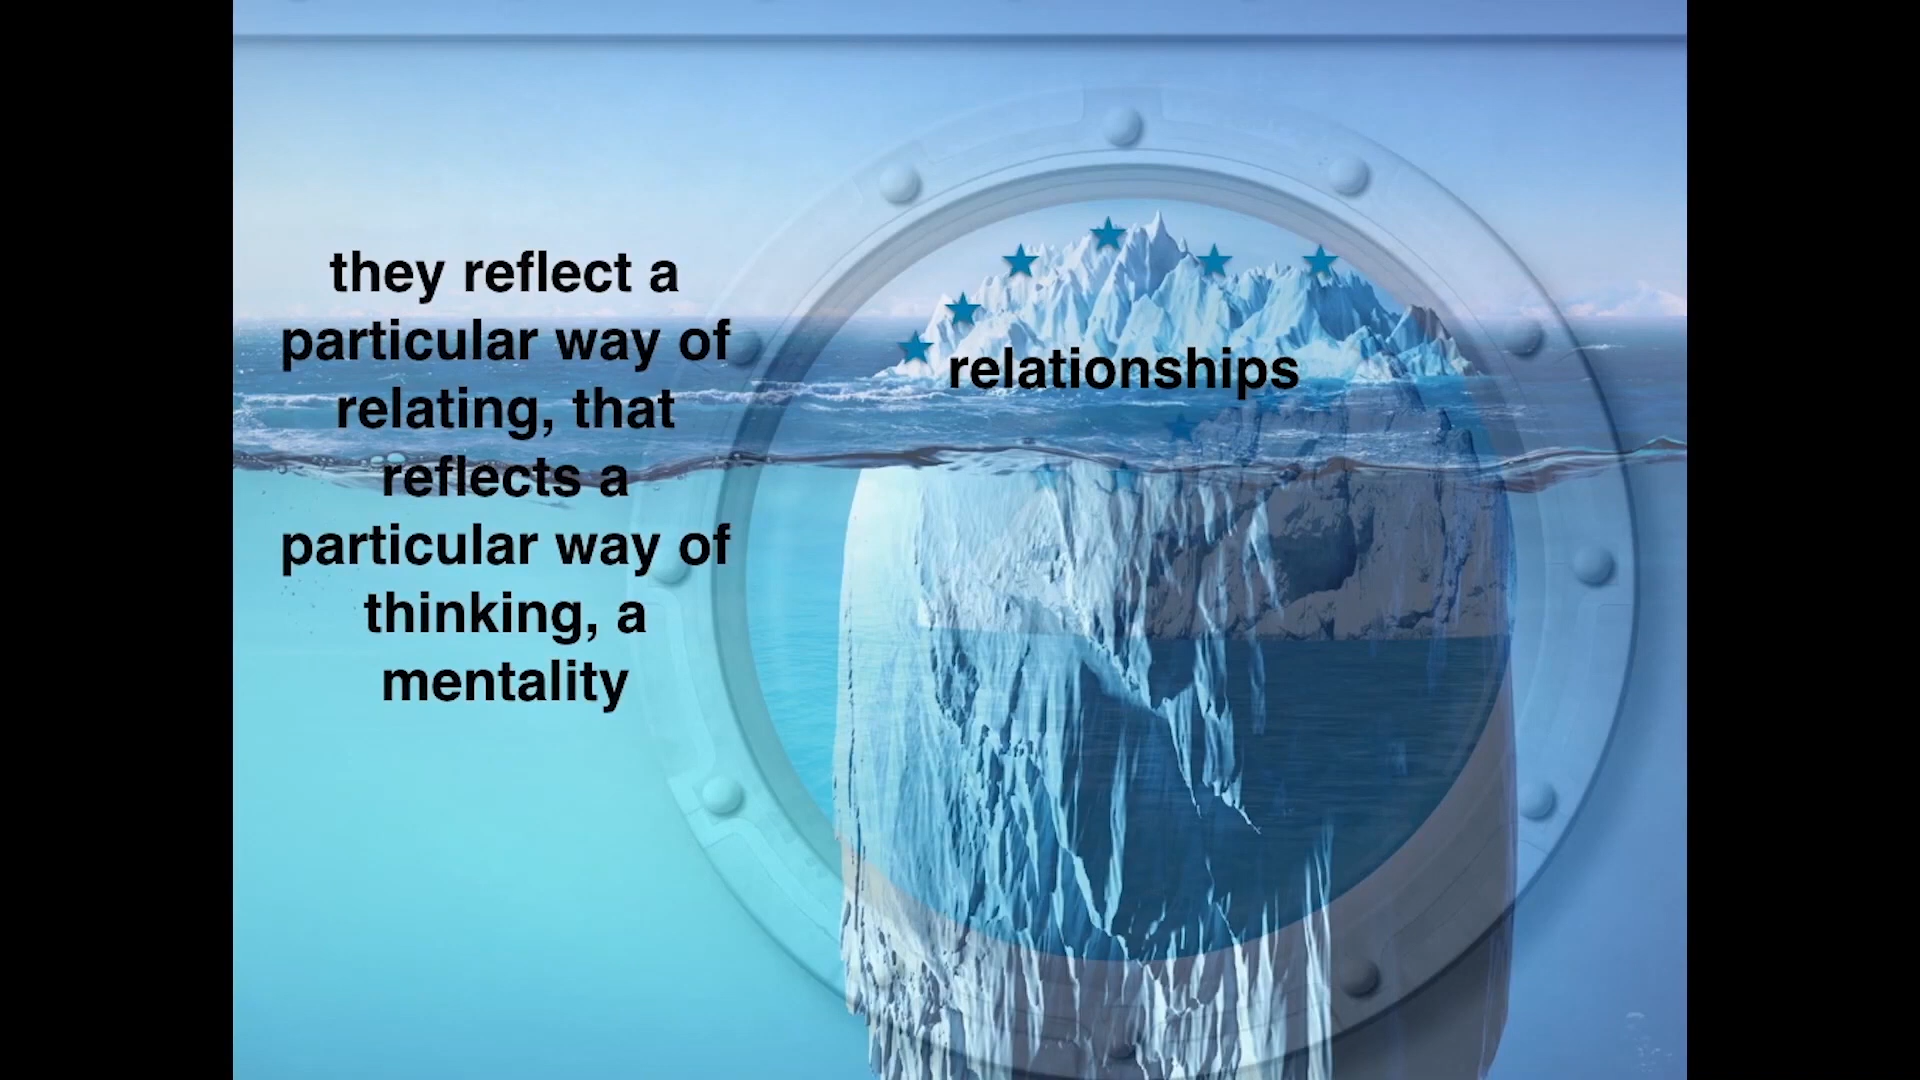 they reflect a
particular way of
relating, that
reflects a
particular way of
thinking, a
mentality
relationships